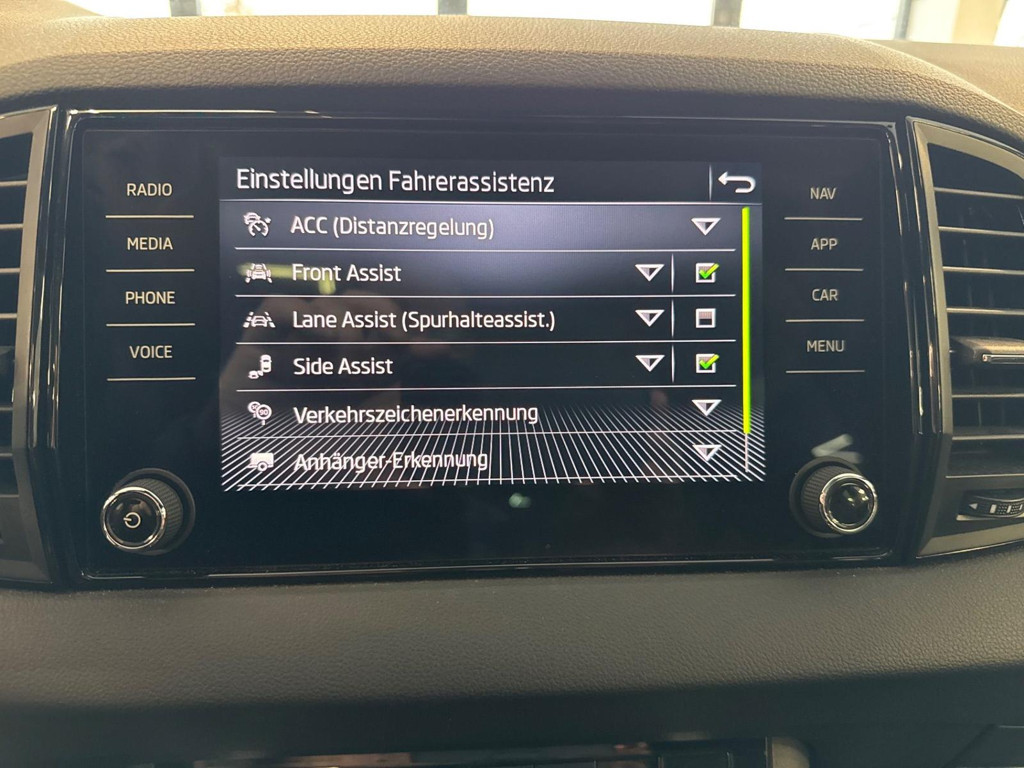 Einstellungen Fahrerassistenz
RADIO
MEDIA
PHONE
VOICE
ACC (Distanzregelung)
Front Assist
Lane Assist (Spurhalteassist.)
Side Assist
Verkehrszeichenerkennung
Anhänger-Erkennung
NAV
APP
CAR
MENU